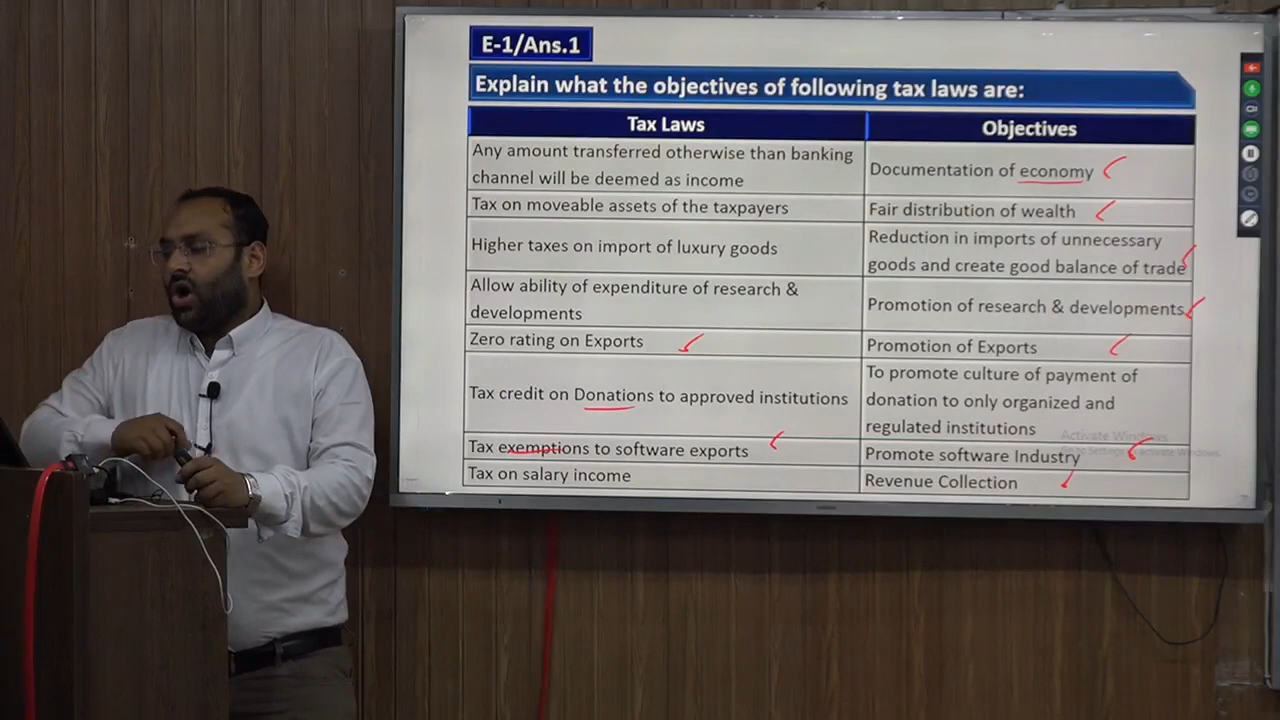 E-1/Ans.1
Explain what the objectives of following tax laws are:
Tax Laws
Objectives
Any amount transferred otherwise than banking
channel will be deemed as income
Documentation of economy
Tax on moveable assets of the taxpayers
Fair distribution of wealth
Higher taxes on import of luxury goods
Reduction in imports of unnecessary
goods and create good balance of trade
Allow ability of expenditure of research &
developments
Promotion of research & developments
Zero rating on Exports
Promotion of Exports
Tax credit on Donations to approved institutions
To promote culture of payment of
donation to only organized and
regulated institutions
Tax exemptions to software exports
Promote software Industry
Tax on salary income
Revenue Collection
Activate Windows
Go to Settings to activate Windows.